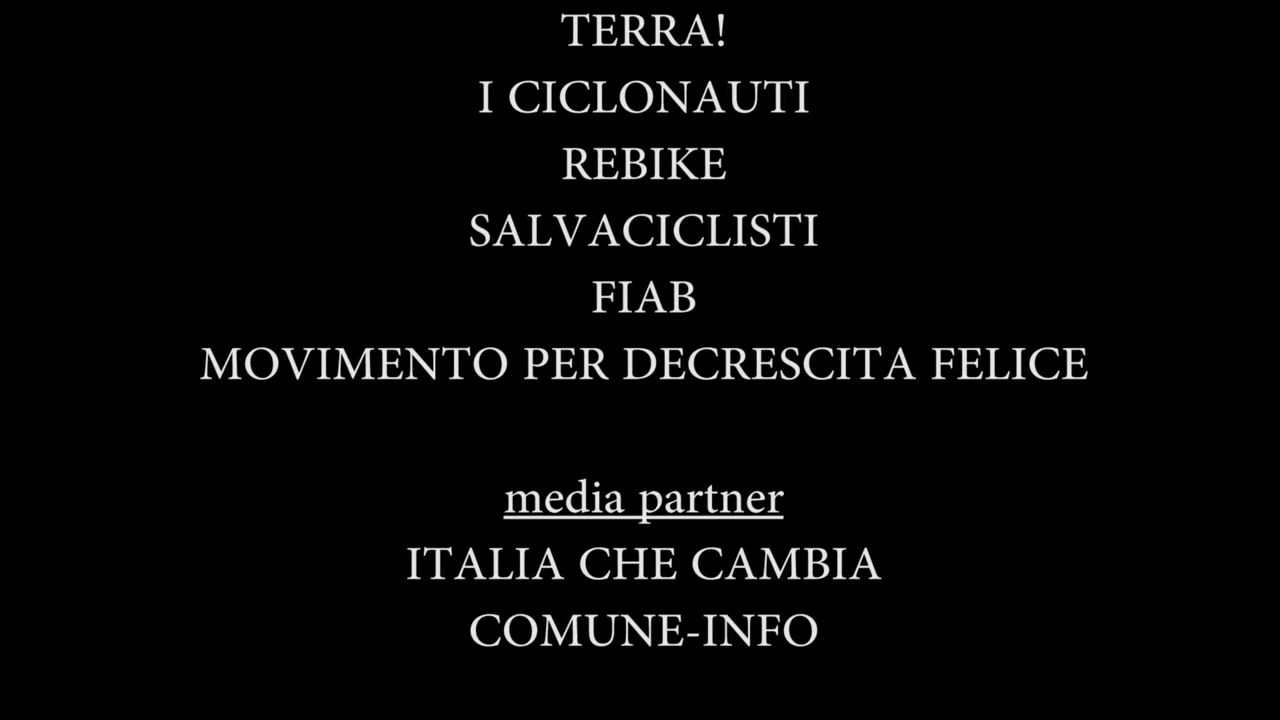 TERRA!
I CICLONAUTI
REBIKE
SALVACICLISTI
FIAB
MOVIMENTO PER DECRESCITA FELICE
media partner
ITALIA CHE CAMBIA
COMUNE-INFO